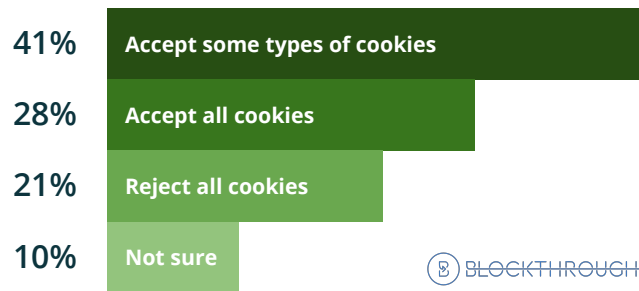 41% Accept some types of cookies
28% Accept all cookies
21% Reject all cookies
10% Not sure
BLOCKTHROUGH